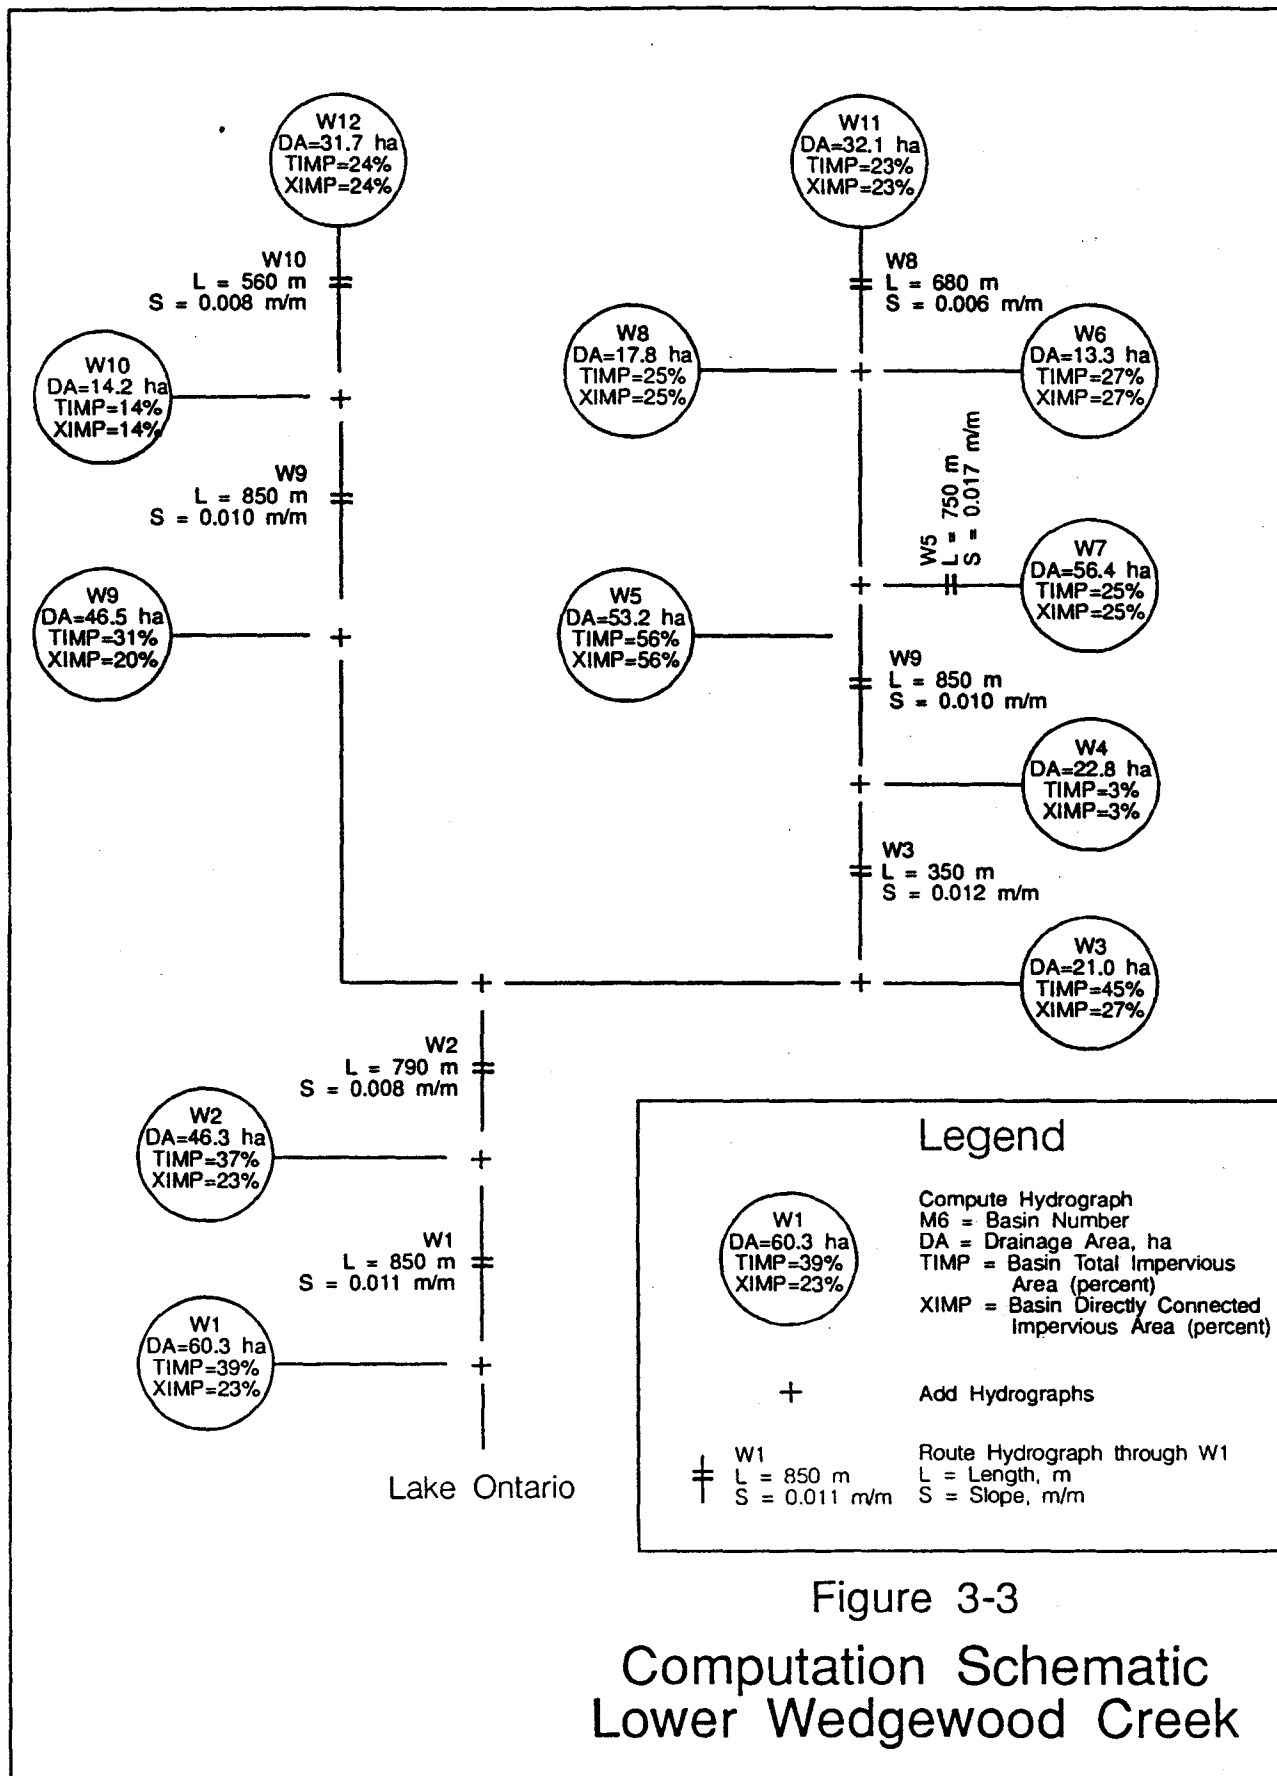 W12
DA=31.7 ha
TIMP=24%
XIMP=24%
W11
DA=32.1 ha
TIMP=23%
XIMP=23%
W10
L = 560 m
S = 0.008 m/m
W8
L = 680 m
S = 0.006 m/m
W10
DA=14.2 ha
TIMP=14%
XIMP=14%
W8
DA=17.8 ha
TIMP=25%
XIMP=25%
W6
DA=13.3 ha
TIMP=27%
XIMP=27%
W9
L = 850 m
S = 0.010 m/m
W5
L = 750 m
S = 0.017 m/m
W7
DA=56.4 ha
TIMP=25%
XIMP=25%
W9
DA=46.5 ha
TIMP=31%
XIMP=20%
W5
DA=53.2 ha
TIMP=56%
XIMP=56%
W9
L = 850 m
S = 0.010 m/m
W4
DA=22.8 ha
TIMP=3%
XIMP=3%
W3
L = 350 m
S = 0.012 m/m
W3
DA=21.0 ha
TIMP=45%
XIMP=27%
W2
L = 790 m
S = 0.008 m/m
W2
DA=46.3 ha
TIMP=37%
XIMP=23%
W1
L = 850 m
S = 0.011 m/m
W1
DA=60.3 ha
TIMP=39%
XIMP=23%
Lake Ontario
Legend
W1
DA=60.3 ha
TIMP=39%
XIMP=23%
Compute Hydrograph
M6 = Basin Number
DA = Drainage Area, ha
TIMP = Basin Total Impervious
Area (percent)
XIMP = Basin Directly Connected
Impervious Area (percent)
+ Add Hydrographs
W1
L = 850 m
S = 0.011 m/m
Route Hydrograph through W1
L = Length, m
S = Slope, m/m
Figure 3-3
Computation Schematic
Lower Wedgewood Creek